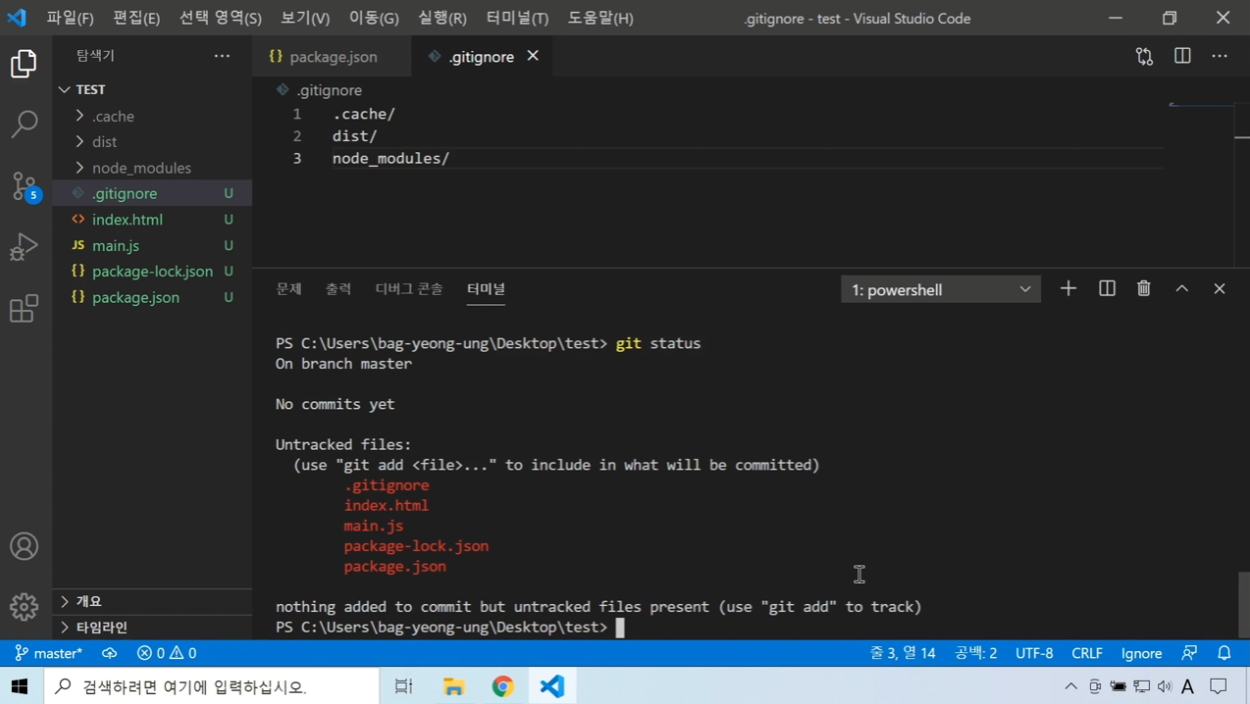 파일(F) 편집(E) 선택 영역(S) 보기(V) 이동(G) 실행(R) 터미널(T) 도움말(H) .gitignore - test - Visual Studio Code
탐색기
TEST
.cache
dist
node_modules
.gitignore U
index.html U
JS main.js U
{} package-lock.json U
{} package.json U
개요
타임라인
5
{} package.json .gitignore
.gitignore
1 .cache/
2 dist/
3 node_modules/
문제 출력 디버그 콘솔 터미널 1: powershell
PS C:\Users\bag-yeong-ung\Desktop\test> git status
On branch master
No commits yet
Untracked files:
(use "git add <file>..." to include in what will be committed)
.gitignore
index.html
main.js
package-lock.json
package.json
nothing added to commit but untracked files present (use "git add" to track)
PS C:\Users\bag-yeong-ung\Desktop\test>
master* 0 0 줄 3, 열 14 공백: 2 UTF-8 CRLF Ignore
검색하려면 여기에 입력하십시오. A